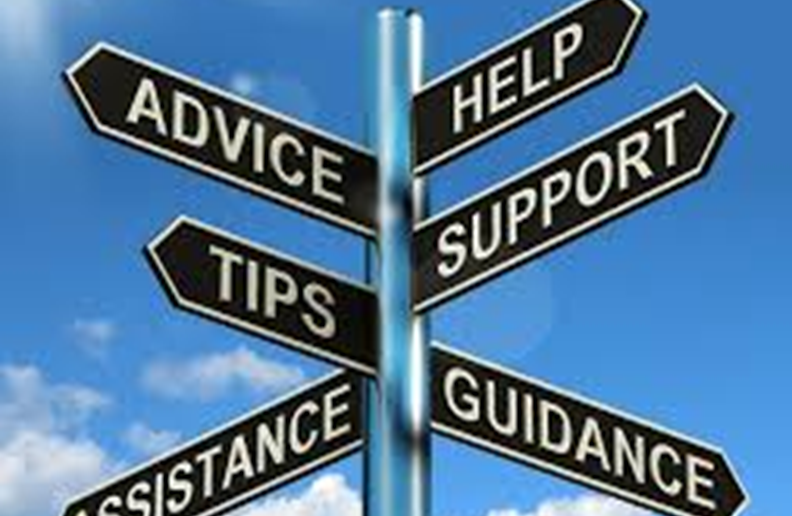 HELP
ADVICE
SUPPORT
TIPS
GUIDANCE
ASSISTANCE